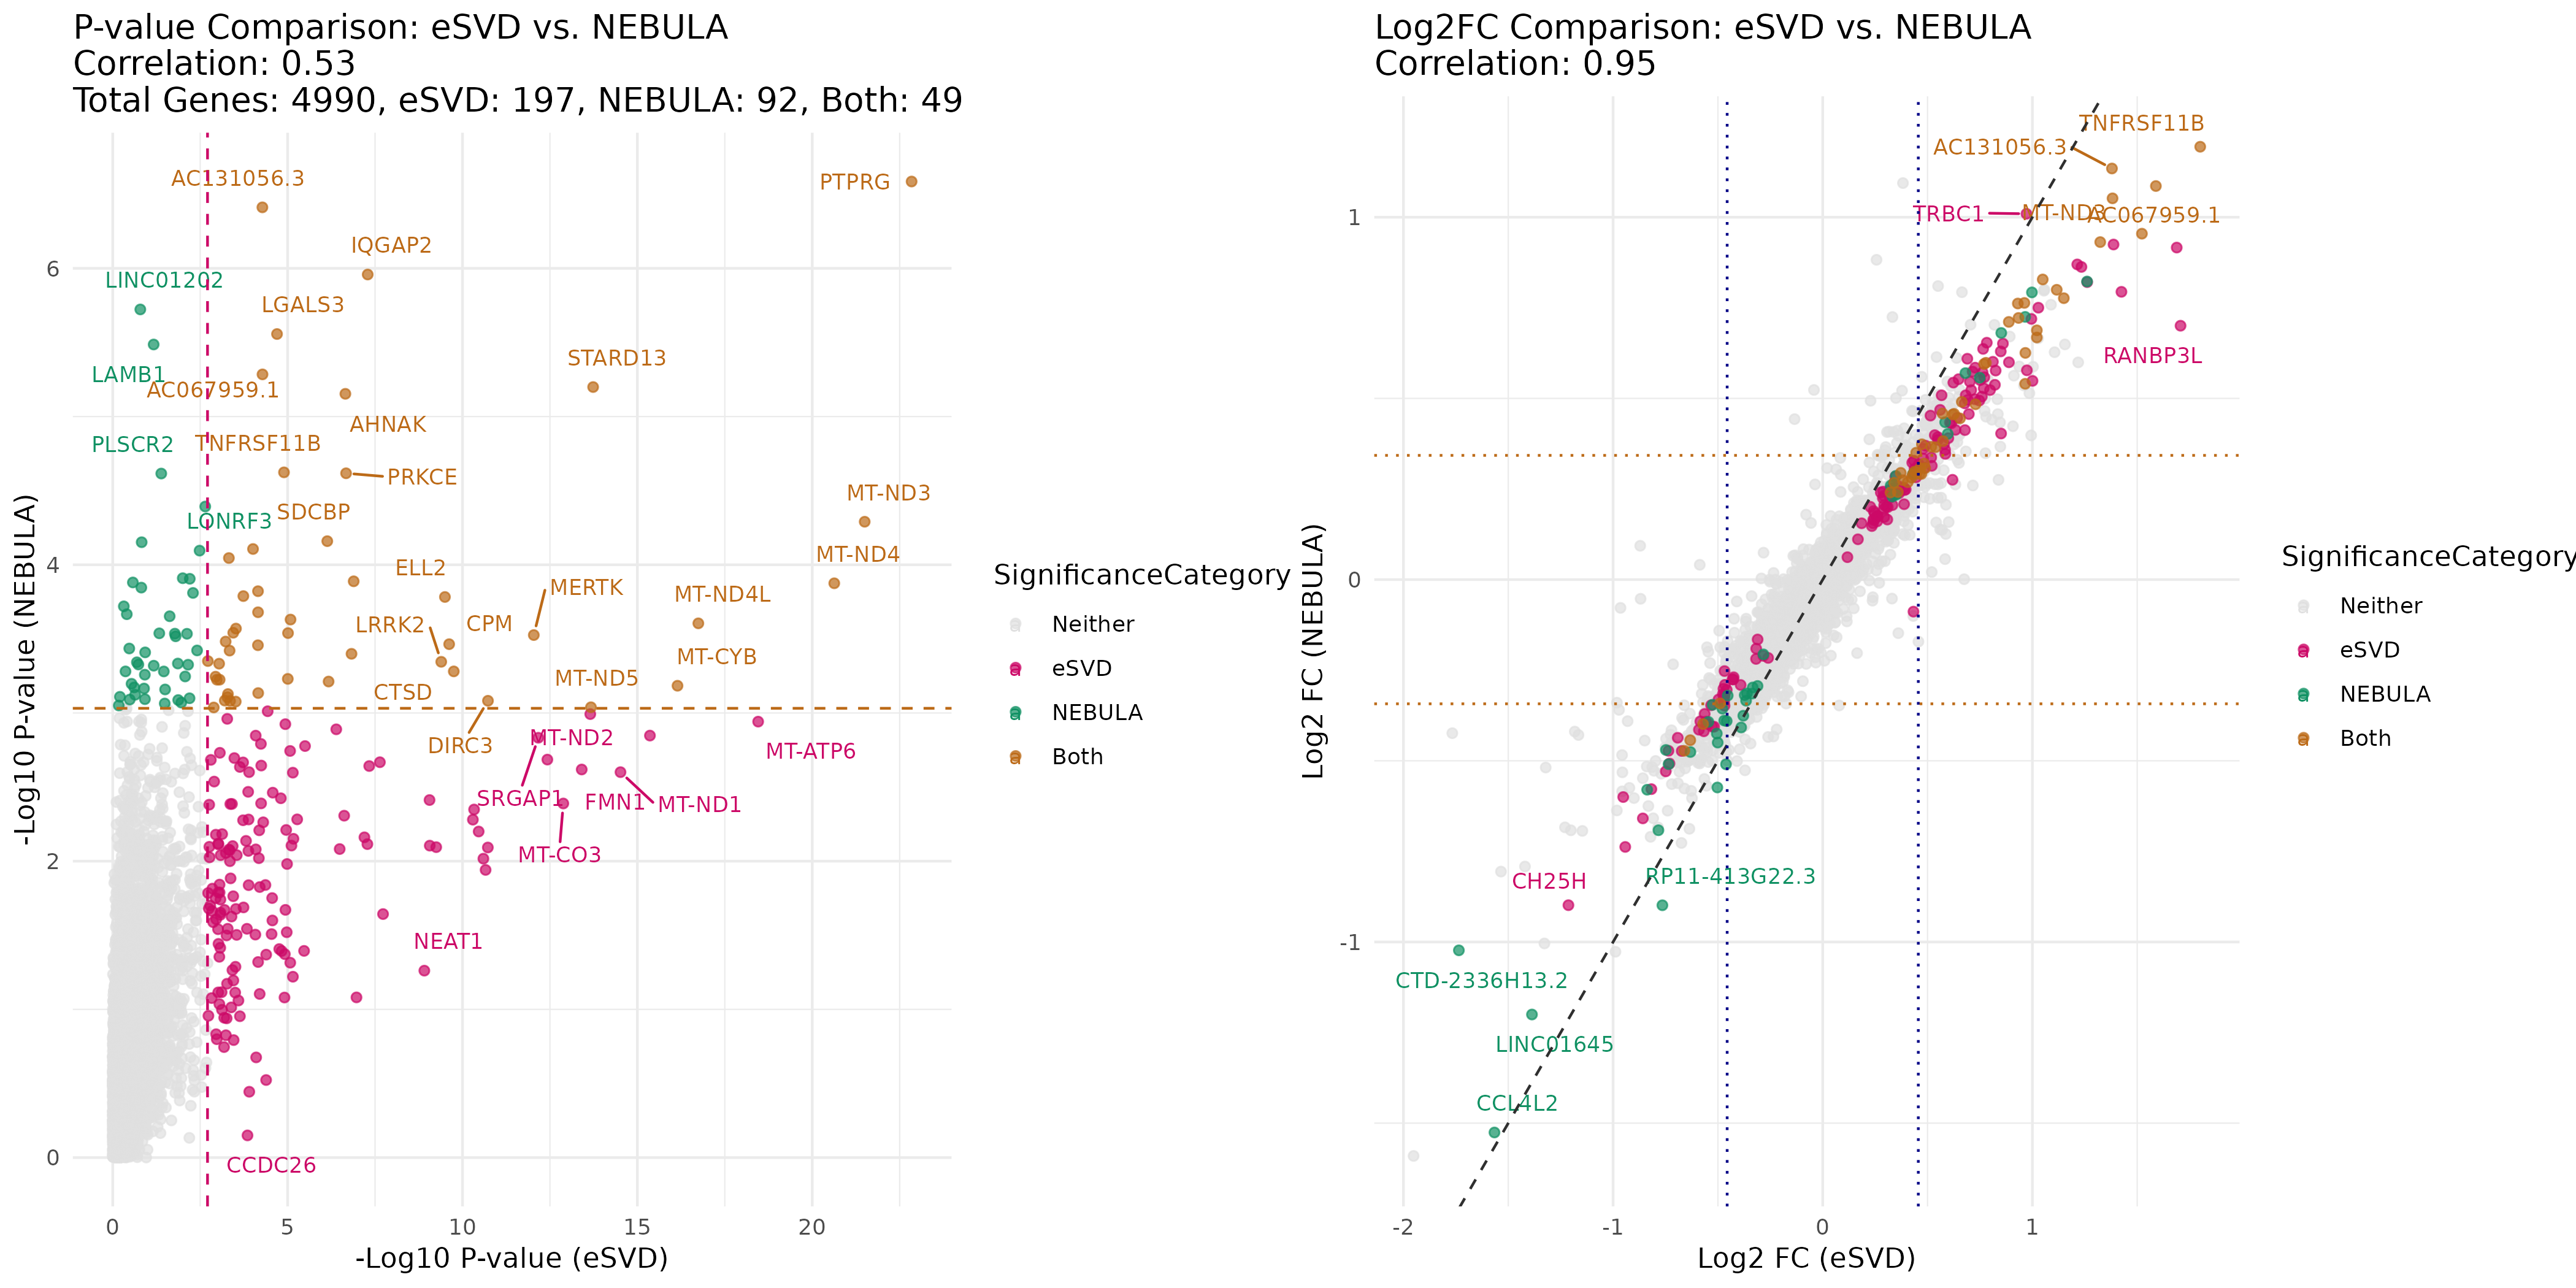 P-value Comparison: eSVD vs. NEBULA
Correlation: 0.53
Total Genes: 4990, eSVD: 197, NEBULA: 92, Both: 49
-Log10 P-value (NEBULA)
6
4
2
0
AC131056.3
PTPRG
IQGAP2
LINC01202
LGALS3
STARD13
LAMB1
AC067959.1
AHNAK
PLSCR2
TNFRSF11B
PRKCE
MT-ND3
LONRF3
SDCBP
MT-ND4
ELL2
MERTK
MT-ND4L
LRRK2
CPM
MT-CYB
MT-ND5
CTSD
DIRC3
MT-ND2
MT-ATP6
SRGAP1
FMN1
MT-ND1
MT-CO3
NEAT1
CCDC26
0
5
10
15
20
-Log10 P-value (eSVD)
SignificanceCategory
Neither
eSVD
NEBULA
Both
Log2FC Comparison: eSVD vs. NEBULA
Correlation: 0.95
Log2 FC (NEBULA)
1
0
-1
TNFRSF11B
AC131056.3
TRBC1
MT-ND3
AC067959.1
RANBP3L
CH25H
RP11-413G22.3
CTD-2336H13.2
LINC01645
CCL4L2
-2
-1
0
1
Log2 FC (eSVD)
SignificanceCategory
Neither
eSVD
NEBULA
Both